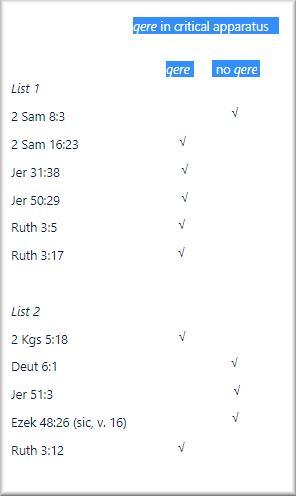 qere in critical apparatus
qere no qere
List 1
2 Sam 8:3 √
2 Sam 16:23 √
Jer 31:38 √
Jer 50:29 √
Ruth 3:5 √
Ruth 3:17 √
List 2
2 Kgs 5:18 √
Deut 6:1 √
Jer 51:3 √
Ezek 48:26 (sic, v. 16) √
Ruth 3:12 √